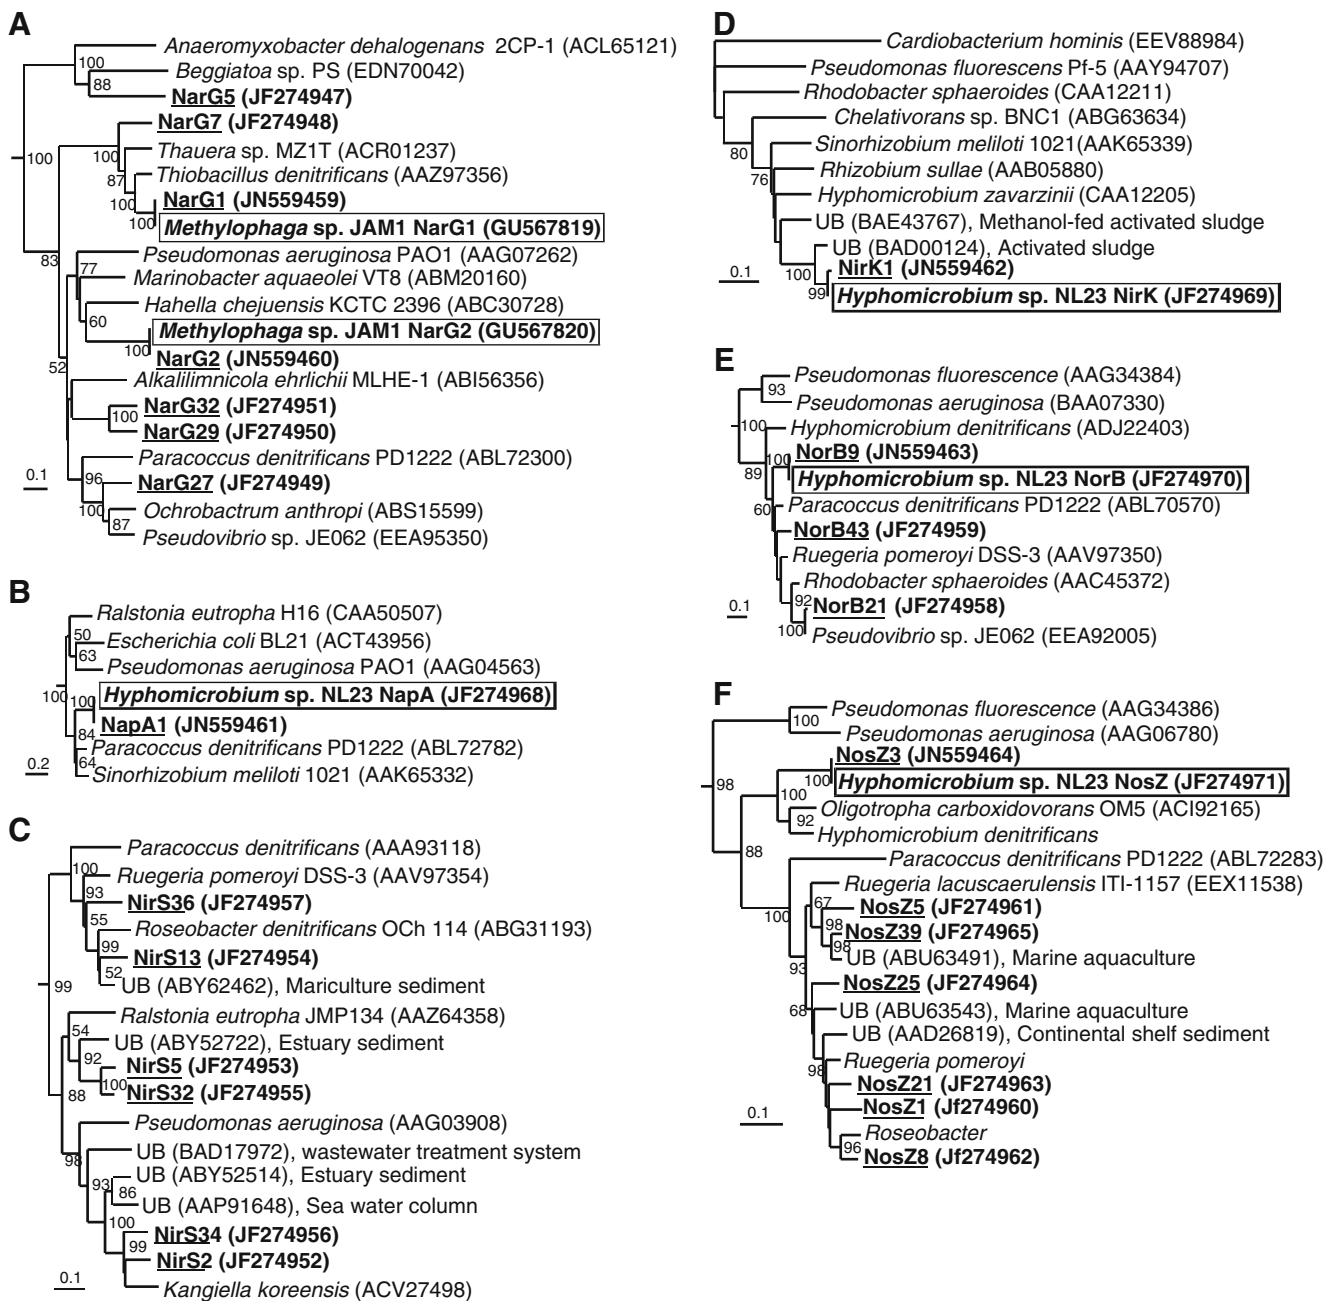 A
Anaeromyxobacter dehalogenans 2CP-1 (ACL65121)
100
Beggiatoa sp. PS (EDN70042)
88
NarG5 (JF274947)
NarG7 (JF274948)
100
100
Thauera sp. MZ1T (ACR01237)
87
Thiobacillus denitrificans (AAZ97356)
100
NarG1 (JN559459)
100
Methylophaga sp. JAM1 NarG1 (GU567819)
83
Pseudomonas aeruginosa PAO1 (AAG07262)
77
Marinobacter aquaeolei VT8 (ABM20160)
Hahella chejuensis KCTC 2396 (ABC30728)
60
Methylophaga sp. JAM1 NarG2 (GU567820)
100
NarG2 (JN559460)
52
Alkalilimnicola ehrlichii MLHE-1 (ABI56356)
NarG32 (JF274951)
100
NarG29 (JF274950)
Paracoccus denitrificans PD1222 (ABL72300)
0.1
96
NarG27 (JF274949)
100
Ochrobactrum anthropi (ABS15599)
87
Pseudovibrio sp. JE062 (EEA95350)
B
Ralstonia eutropha H16 (CAA50507)
50
Escherichia coli BL21 (ACT43956)
63
Pseudomonas aeruginosa PAO1 (AAG04563)
100
100
Hyphomicrobium sp. NL23 NapA (JF274968)
NapA1 (JN559461)
84
Paracoccus denitrificans PD1222 (ABL72782)
0.2
64
Sinorhizobium meliloti 1021 (AAK65332)
C
Paracoccus denitrificans (AAA93118)
100
Ruegeria pomeroyi DSS-3 (AAV97354)
93
NirS36 (JF274957)
55
Roseobacter denitrificans OCh 114 (ABG31193)
99
NirS13 (JF274954)
52
UB (ABY62462), Mariculture sediment
99
Ralstonia eutropha JMP134 (AAZ64358)
54
UB (ABY52722), Estuary sediment
92
NirS5 (JF274953)
100
NirS32 (JF274955)
88
Pseudomonas aeruginosa (AAG03908)
98
UB (BAD17972), wastewater treatment system
UB (ABY52514), Estuary sediment
93
86
UB (AAP91648), Sea water column
100
NirS34 (JF274956)
99
NirS2 (JF274952)
0.1
Kangiella koreensis (ACV27498)
D
Cardiobacterium hominis (EEV88984)
Pseudomonas fluorescens Pf-5 (AAY94707)
Rhodobacter sphaeroides (CAA12211)
Chelativorans sp. BNC1 (ABG63634)
80
Sinorhizobium meliloti 1021(AAK65339)
76
Rhizobium sullae (AAB05880)
Hyphomicrobium zavarzinii (CAA12205)
UB (BAE43767), Methanol-fed activated sludge
UB (BAD00124), Activated sludge
0.1
100
NirK1 (JN559462)
99
Hyphomicrobium sp. NL23 NirK (JF274969)
E
Pseudomonas fluorescence (AAG34384)
93
Pseudomonas aeruginosa (BAA07330)
100
Hyphomicrobium denitrificans (ADJ22403)
NorB9 (JN559463)
100
89
Hyphomicrobium sp. NL23 NorB (JF274970)
60
Paracoccus denitrificans PD1222 (ABL70570)
NorB43 (JF274959)
Ruegeria pomeroyi DSS-3 (AAV97350)
Rhodobacter sphaeroides (AAC45372)
0.1
92
NorB21 (JF274958)
100
Pseudovibrio sp. JE062 (EEA92005)
F
Pseudomonas fluorescence (AAG34386)
100
Pseudomonas aeruginosa (AAG06780)
NosZ3 (JN559464)
98
100
Hyphomicrobium sp. NL23 NosZ (JF274971)
100
Oligotropha carboxidovorans OM5 (ACI92165)
92
Hyphomicrobium denitrificans
88
Paracoccus denitrificans PD1222 (ABL72283)
Ruegeria lacuscaerulensis ITI-1157 (EEX11538)
67
NosZ5 (JF274961)
100
98
NosZ39 (JF274965)
98
UB (ABU63491), Marine aquaculture
93
NosZ25 (JF274964)
68
UB (ABU63543), Marine aquaculture
UB (AAD26819), Continental shelf sediment
Ruegeria pomeroyi
98
NosZ21 (JF274963)
0.1
NosZ1 (Jf274960)
Roseobacter
96
NosZ8 (Jf274962)